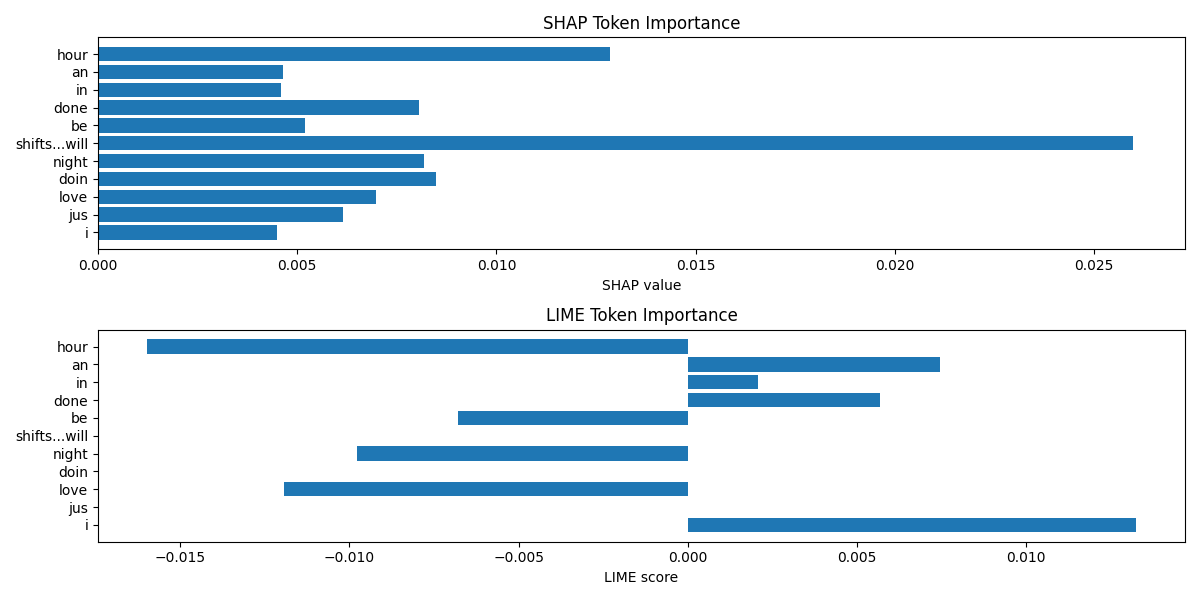 SHAP Token Importance
hour
an
in
done
be
shifts...will
night
doin
love
jus
i
0.000 0.005 0.010 0.015 0.020 0.025
SHAP value
LIME Token Importance
hour
an
in
done
be
shifts...will
night
doin
love
jus
i
−0.015 −0.010 −0.005 0.000 0.005 0.010
LIME score